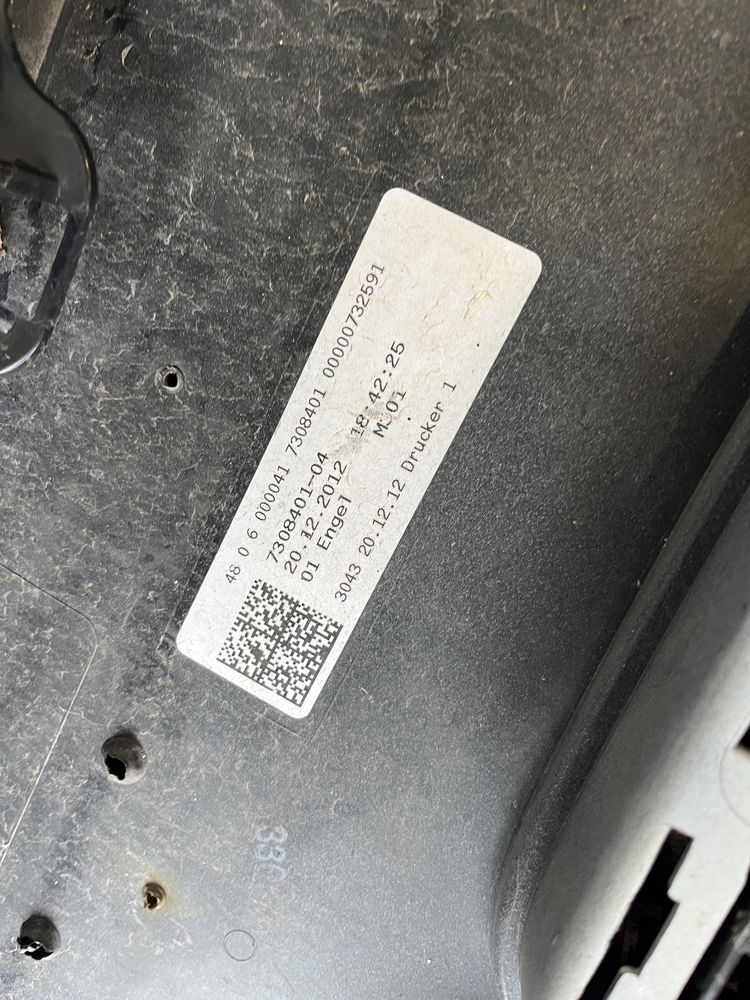 48 0 6 000041 7308401 00000732591
7308401-04
20.12.2012 18:42:25
01 Engel
3043 20.12.12 Drucker 1